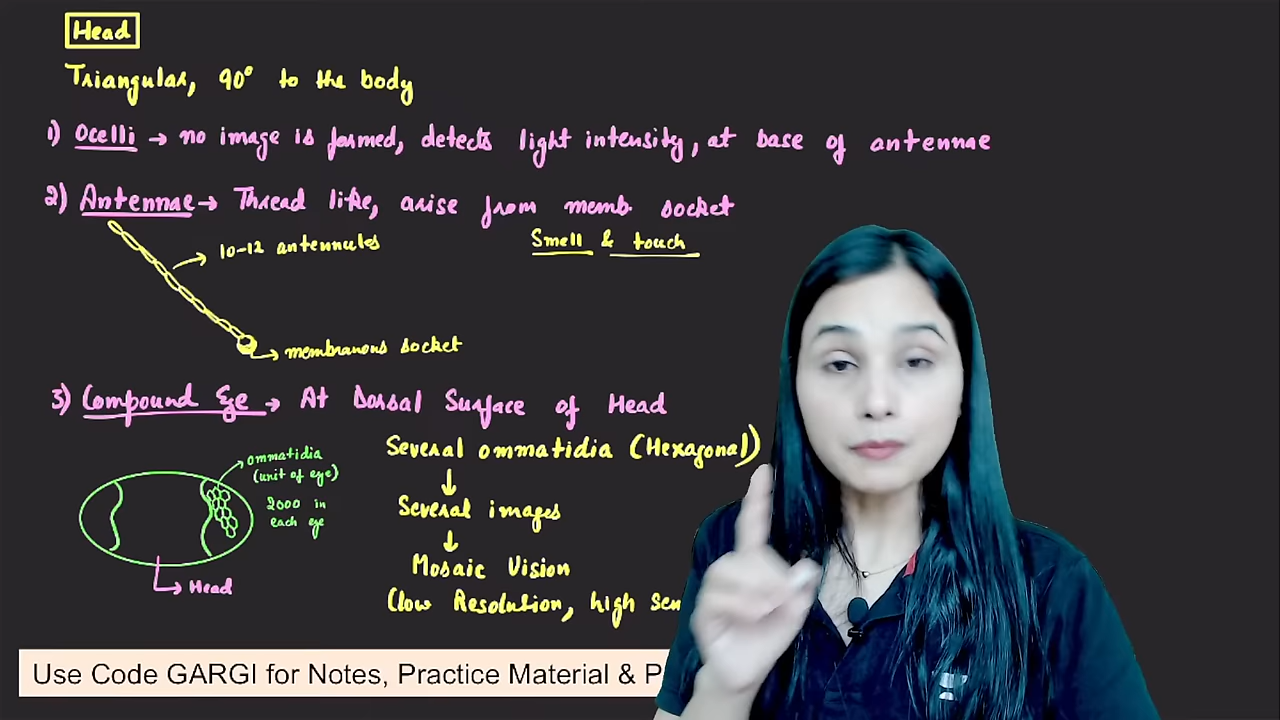 Head
Triangular, 90° to the body
1) Ocelli → no image is formed, detects light intensity, at base of antennae
2) Antennae → Thread like, arise from memb socket
→ 10-12 antennules
Smell & touch
→ membranous socket
3) Compound Eye → At Dorsal Surface of Head
Several ommatidia (Hexagonal)
ommatidia
(unit of eye)
2000 in
each eye
↓
Several images
↓
Mosaic Vision
(low Resolution, high
Head
Use Code GARGI for Notes, Practice Material & P